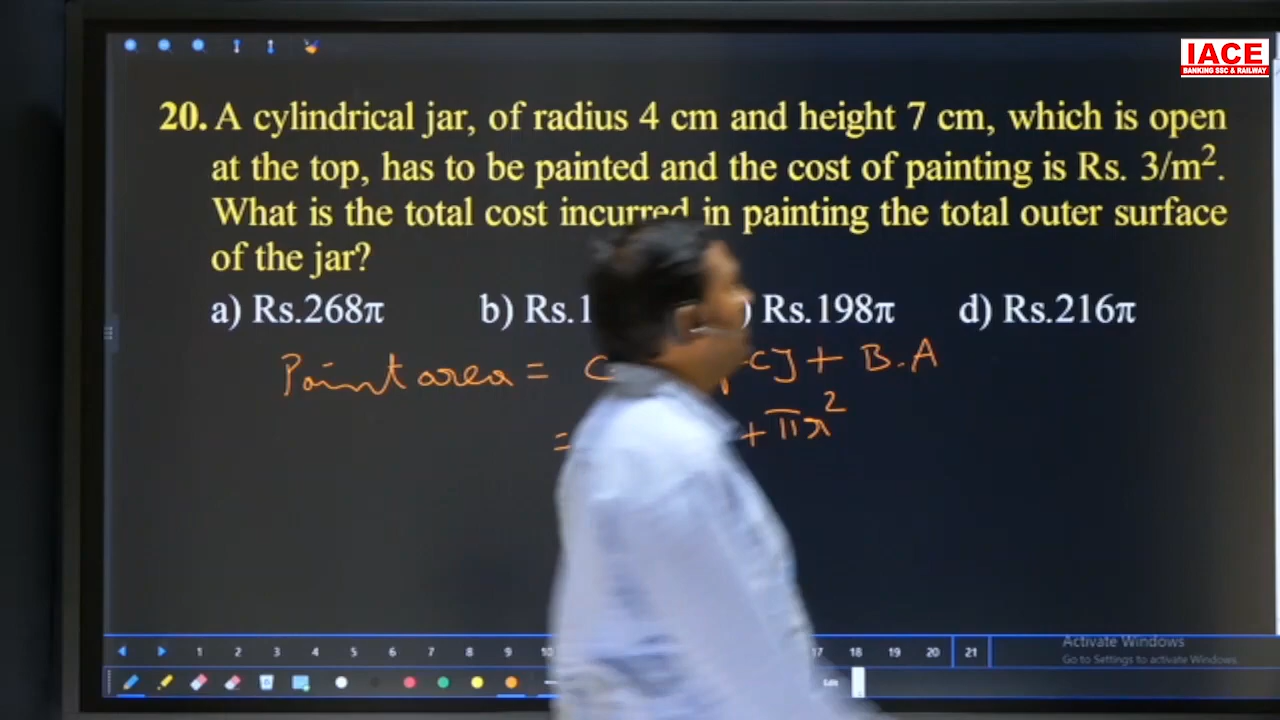 IACE
BANKING SSC & RAILWAY
20. A cylindrical jar, of radius 4 cm and height 7 cm, which is open
at the top, has to be painted and the cost of painting is Rs. 3/m².
What is the total cost incurred in painting the total outer surface
of the jar?
a) Rs.268π b) Rs.1 ) Rs.198π d) Rs.216π
Paint area = C + B.A
= + πr²
1 2 3 4 5 6 7 8 9 10 17 18 19 20 21
Activate Windows
Go to Settings to activate Windows.